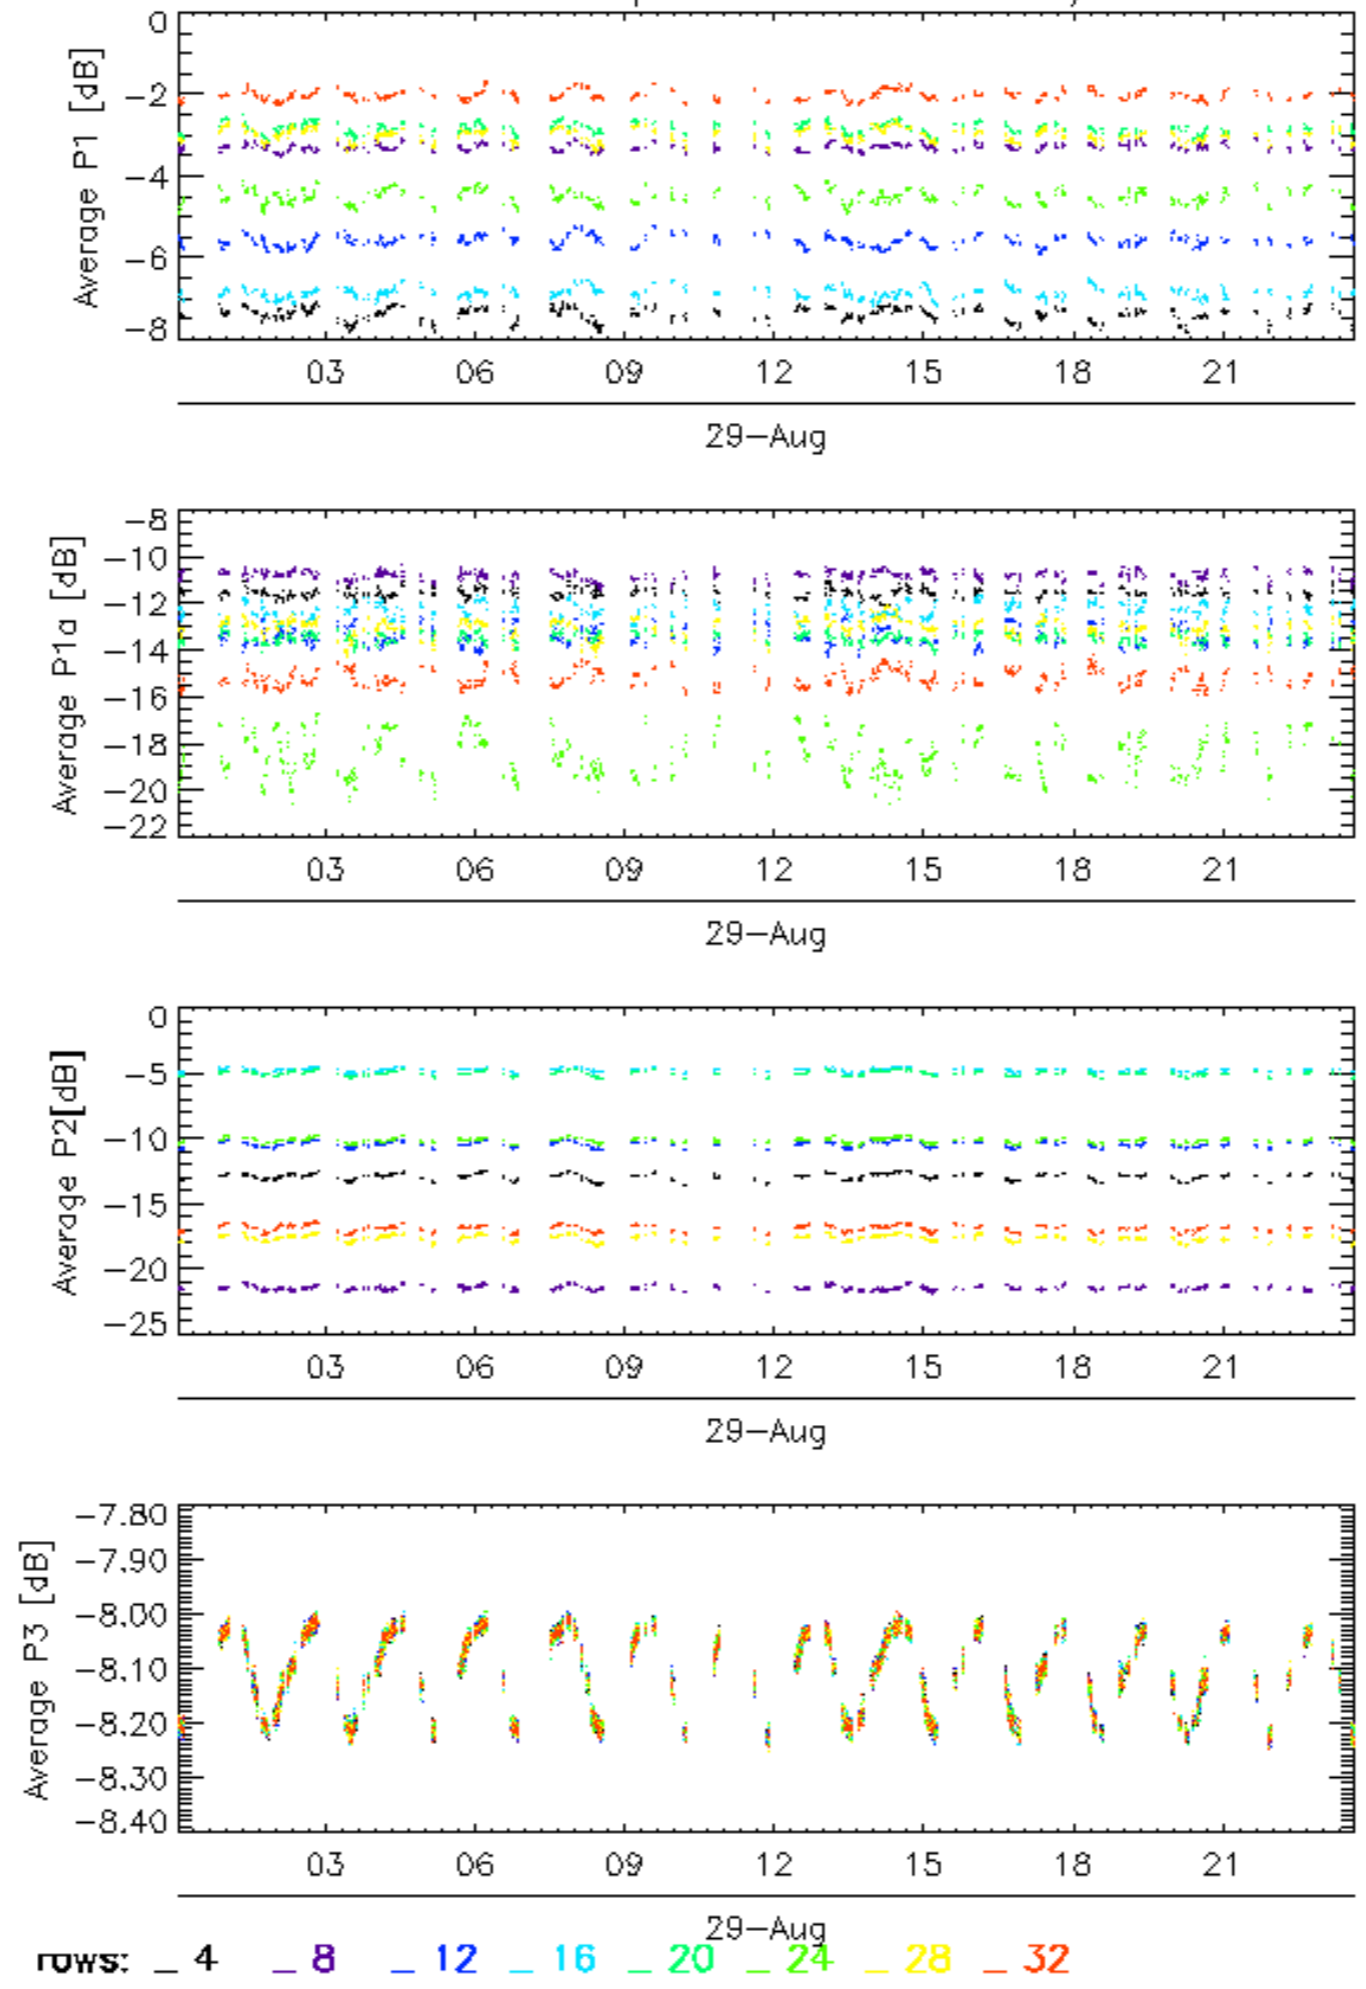 0
−2
−4
−6
−8
Average P1 [dB]
03 06 09 12 15 18 21
29−Aug
−8
−10
−12
−14
−16
−18
−20
−22
Average P1a [dB]
03 06 09 12 15 18 21
29−Aug
0
−5
−10
−15
−20
−25
Average P2[dB]
03 06 09 12 15 18 21
29−Aug
−7.80
−7.90
−8.00
−8.10
−8.20
−8.30
−8.40
Average P3 [dB]
03 06 09 12 15 18 21
29−Aug
rows: _ 4 _ 8 _ 12 _ 16 _ 20 _ 24 _ 28 _ 32